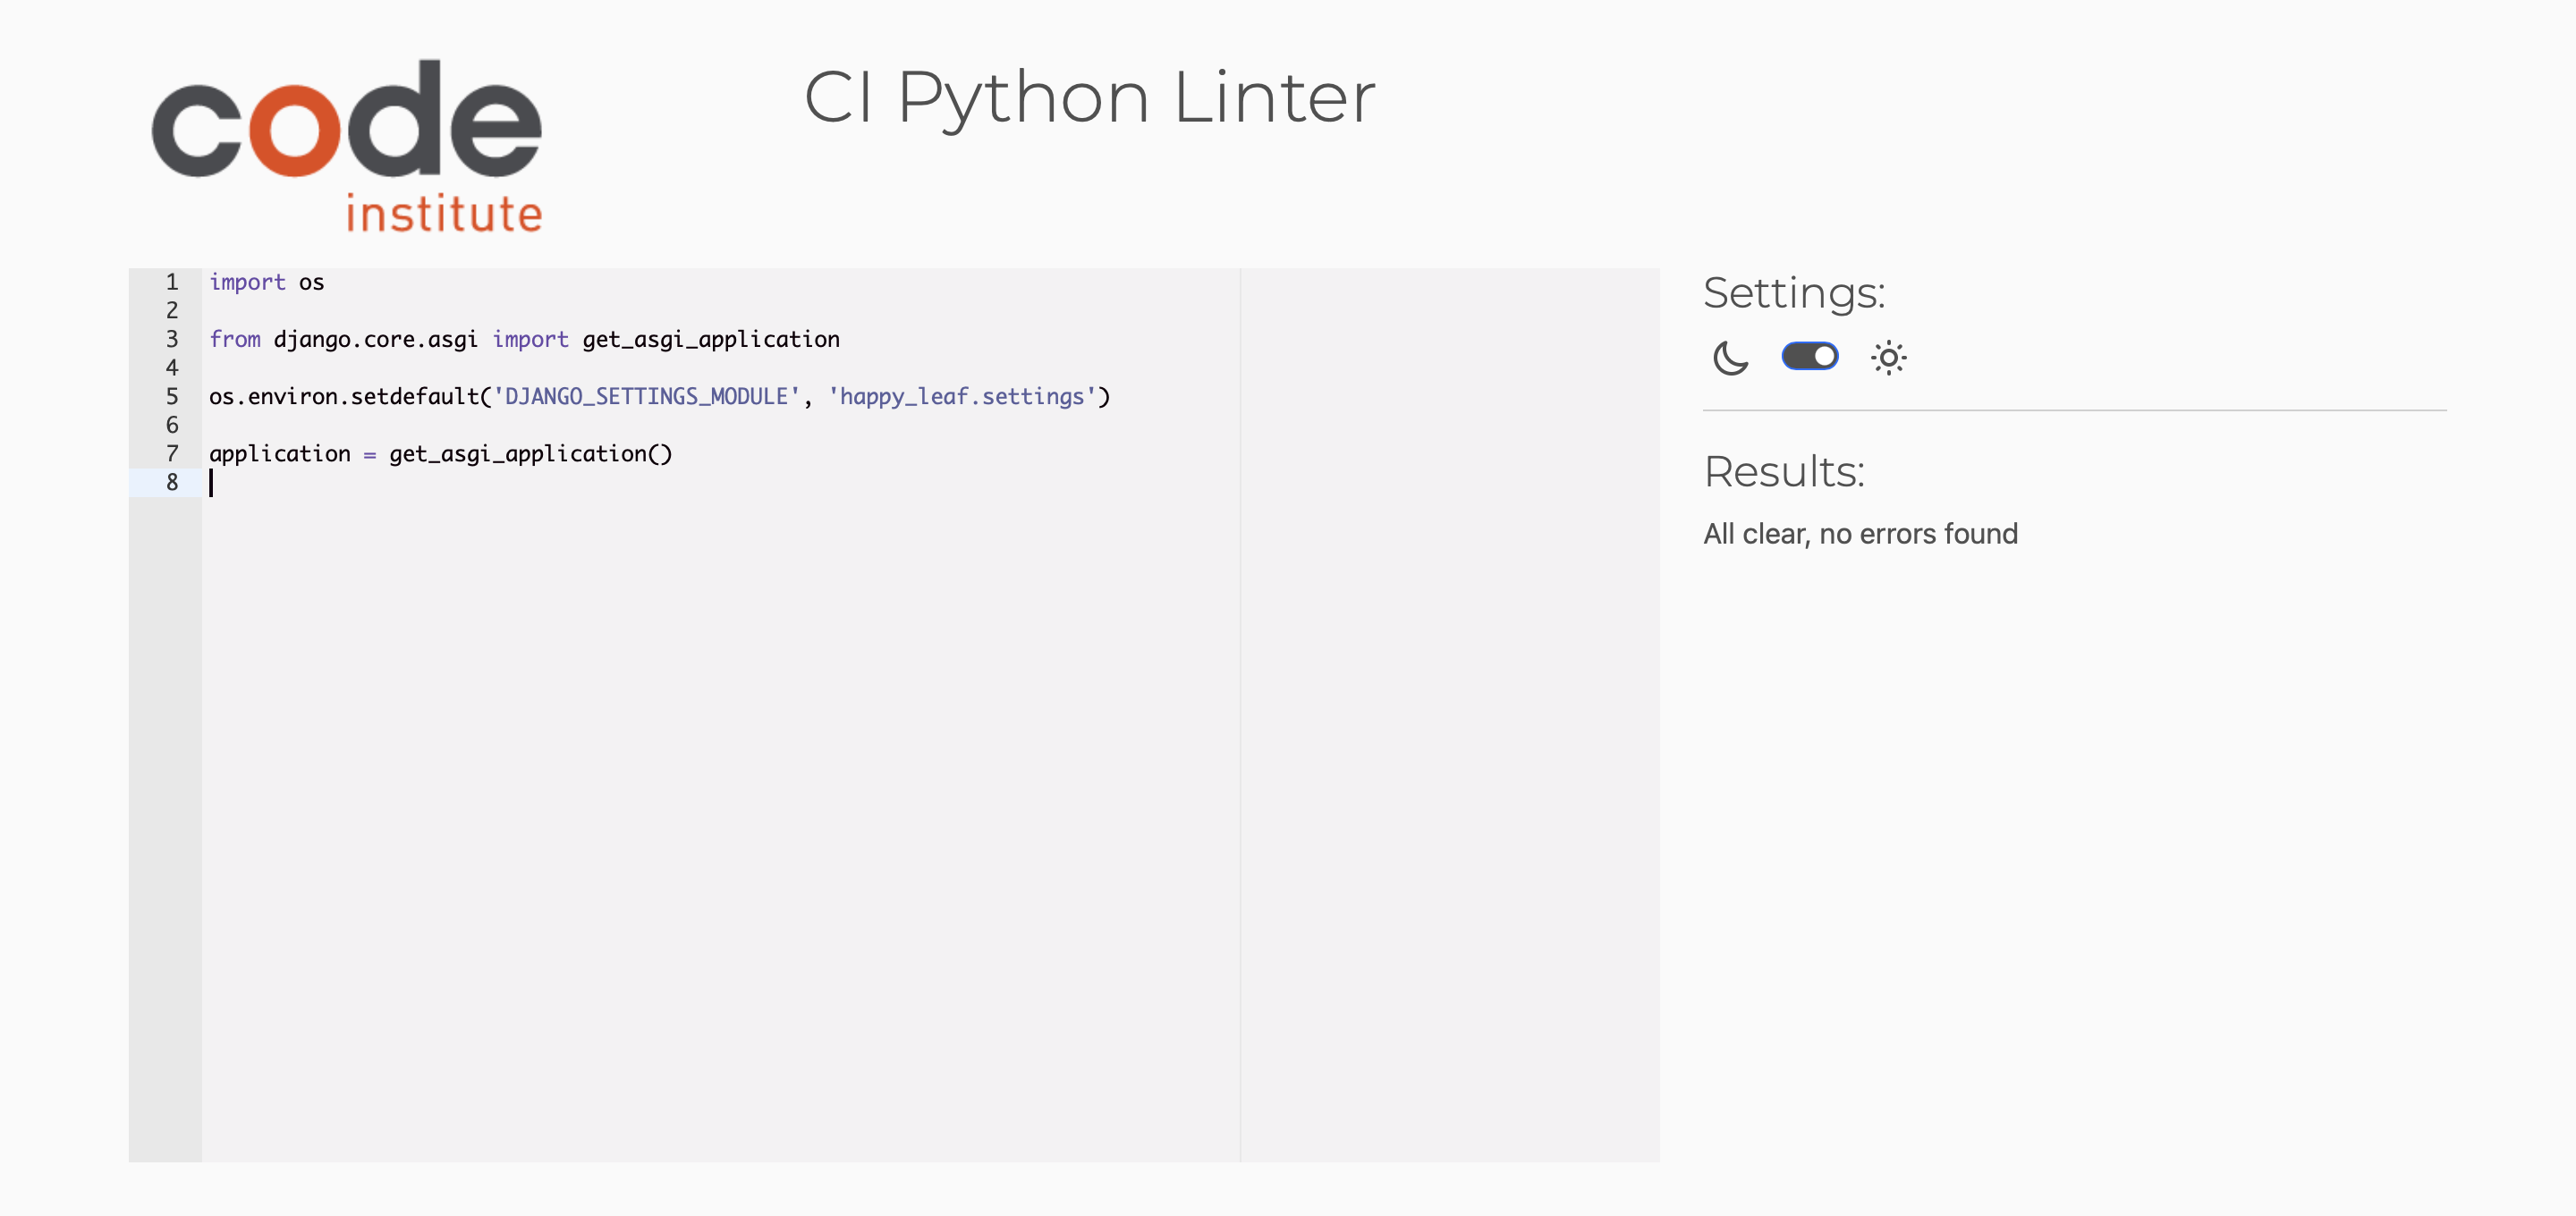 code
institute
CI Python Linter
1 import os
2
3 from django.core.asgi import get_asgi_application
4
5 os.environ.setdefault('DJANGO_SETTINGS_MODULE', 'happy_leaf.settings')
6
7 application = get_asgi_application()
8
Settings:
Results:
All clear, no errors found